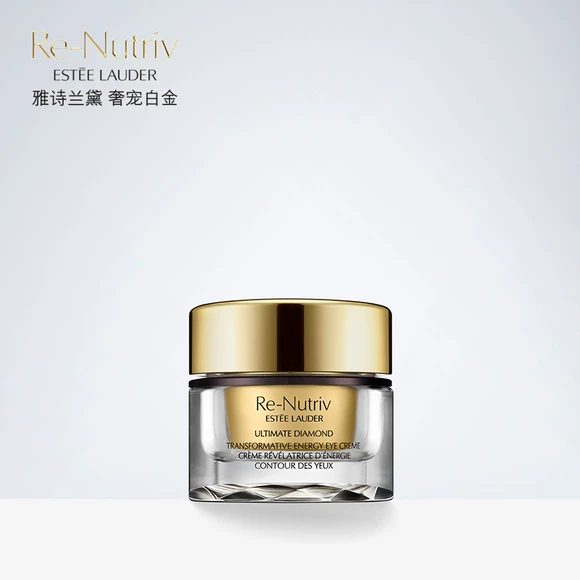 Re-Nutriv
ESTĒE LAUDER
雅诗兰黛 奢宠白金
Re-Nutriv
ESTĒE LAUDER
ULTIMATE DIAMOND
TRANSFORMATIVE ENERGY EYE CREME
CRÈME RÉVÉLATRICE D'ÉNERGIE
CONTOUR DES YEUX